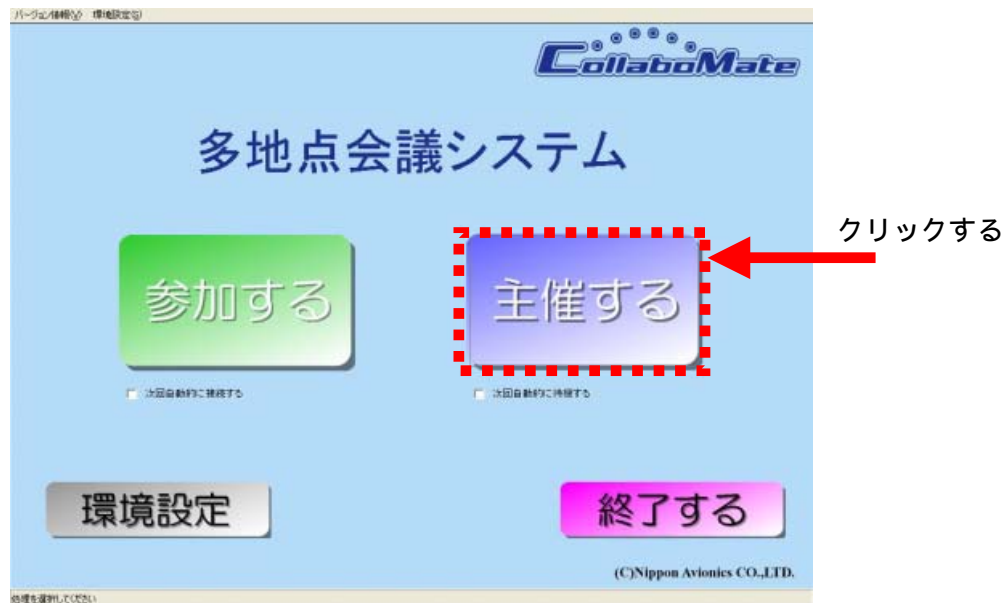 バージョン情報(V) 環境設定(S)
CollaboMate
多地点会議システム
クリックする
参加する
主催する
次回自動的に接続する
次回自動的に待機する
環境設定
終了する
(C)Nippon Avionics CO.,LTD.
処理を選択してください